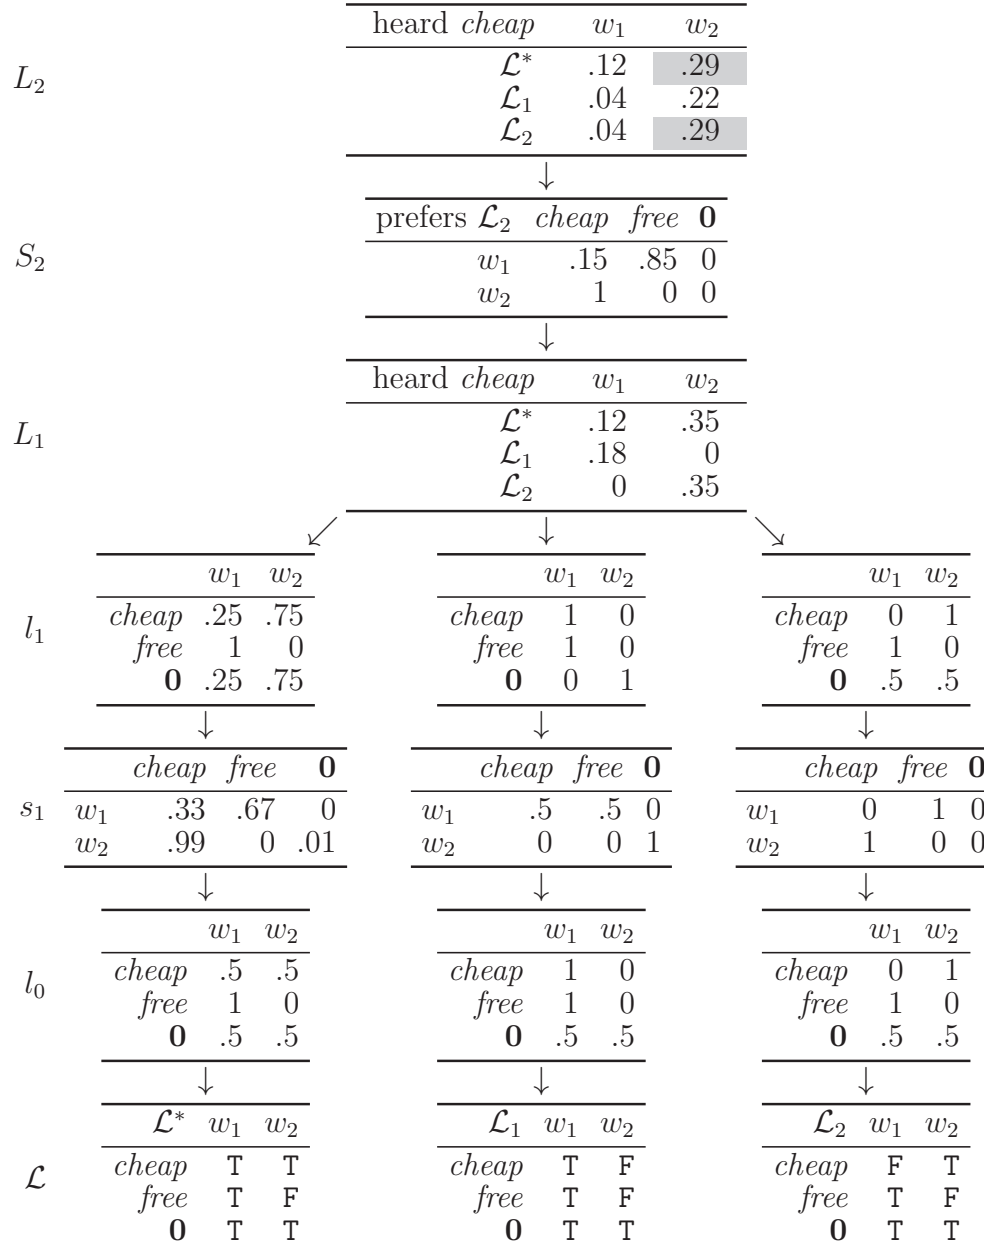 heard cheap w₁ w₂
L₂ ℒ* .12 .29
ℒ₁ .04 .22
ℒ₂ .04 .29
↓
prefers ℒ₂ cheap free 0
S₂ w₁ .15 .85 0
w₂ 1 0 0
↓
heard cheap w₁ w₂
L₁ ℒ* .12 .35
ℒ₁ .18 0
ℒ₂ 0 .35
↙ ↓ ↘
w₁ w₂ w₁ w₂ w₁ w₂
l₁ cheap .25 .75 cheap 1 0 cheap 0 1
free 1 0 free 1 0 free 1 0
0 .25 .75 0 0 1 0 .5 .5
↓ ↓ ↓
cheap free 0 cheap free 0 cheap free 0
s₁ w₁ .33 .67 0 w₁ .5 .5 0 w₁ 0 1 0
w₂ .99 0 .01 w₂ 0 0 1 w₂ 1 0 0
↓ ↓ ↓
w₁ w₂ w₁ w₂ w₁ w₂
l₀ cheap .5 .5 cheap 1 0 cheap 0 1
free 1 0 free 1 0 free 1 0
0 .5 .5 0 .5 .5 0 .5 .5
↓ ↓ ↓
ℒ* w₁ w₂ ℒ₁ w₁ w₂ ℒ₂ w₁ w₂
ℒ cheap T T cheap T F cheap F T
free T F free T F free T F
0 T T 0 T T 0 T T